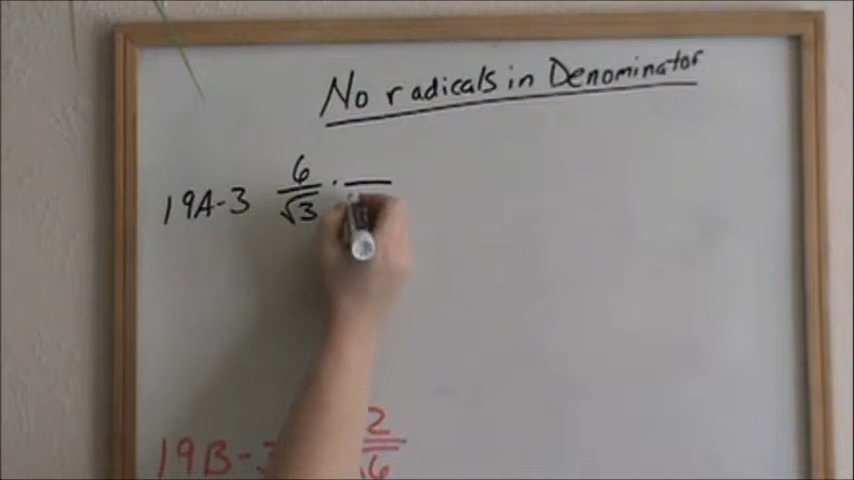 No radicals in Denominator
19A-3 6/√3 ·
19B-3 2/√6